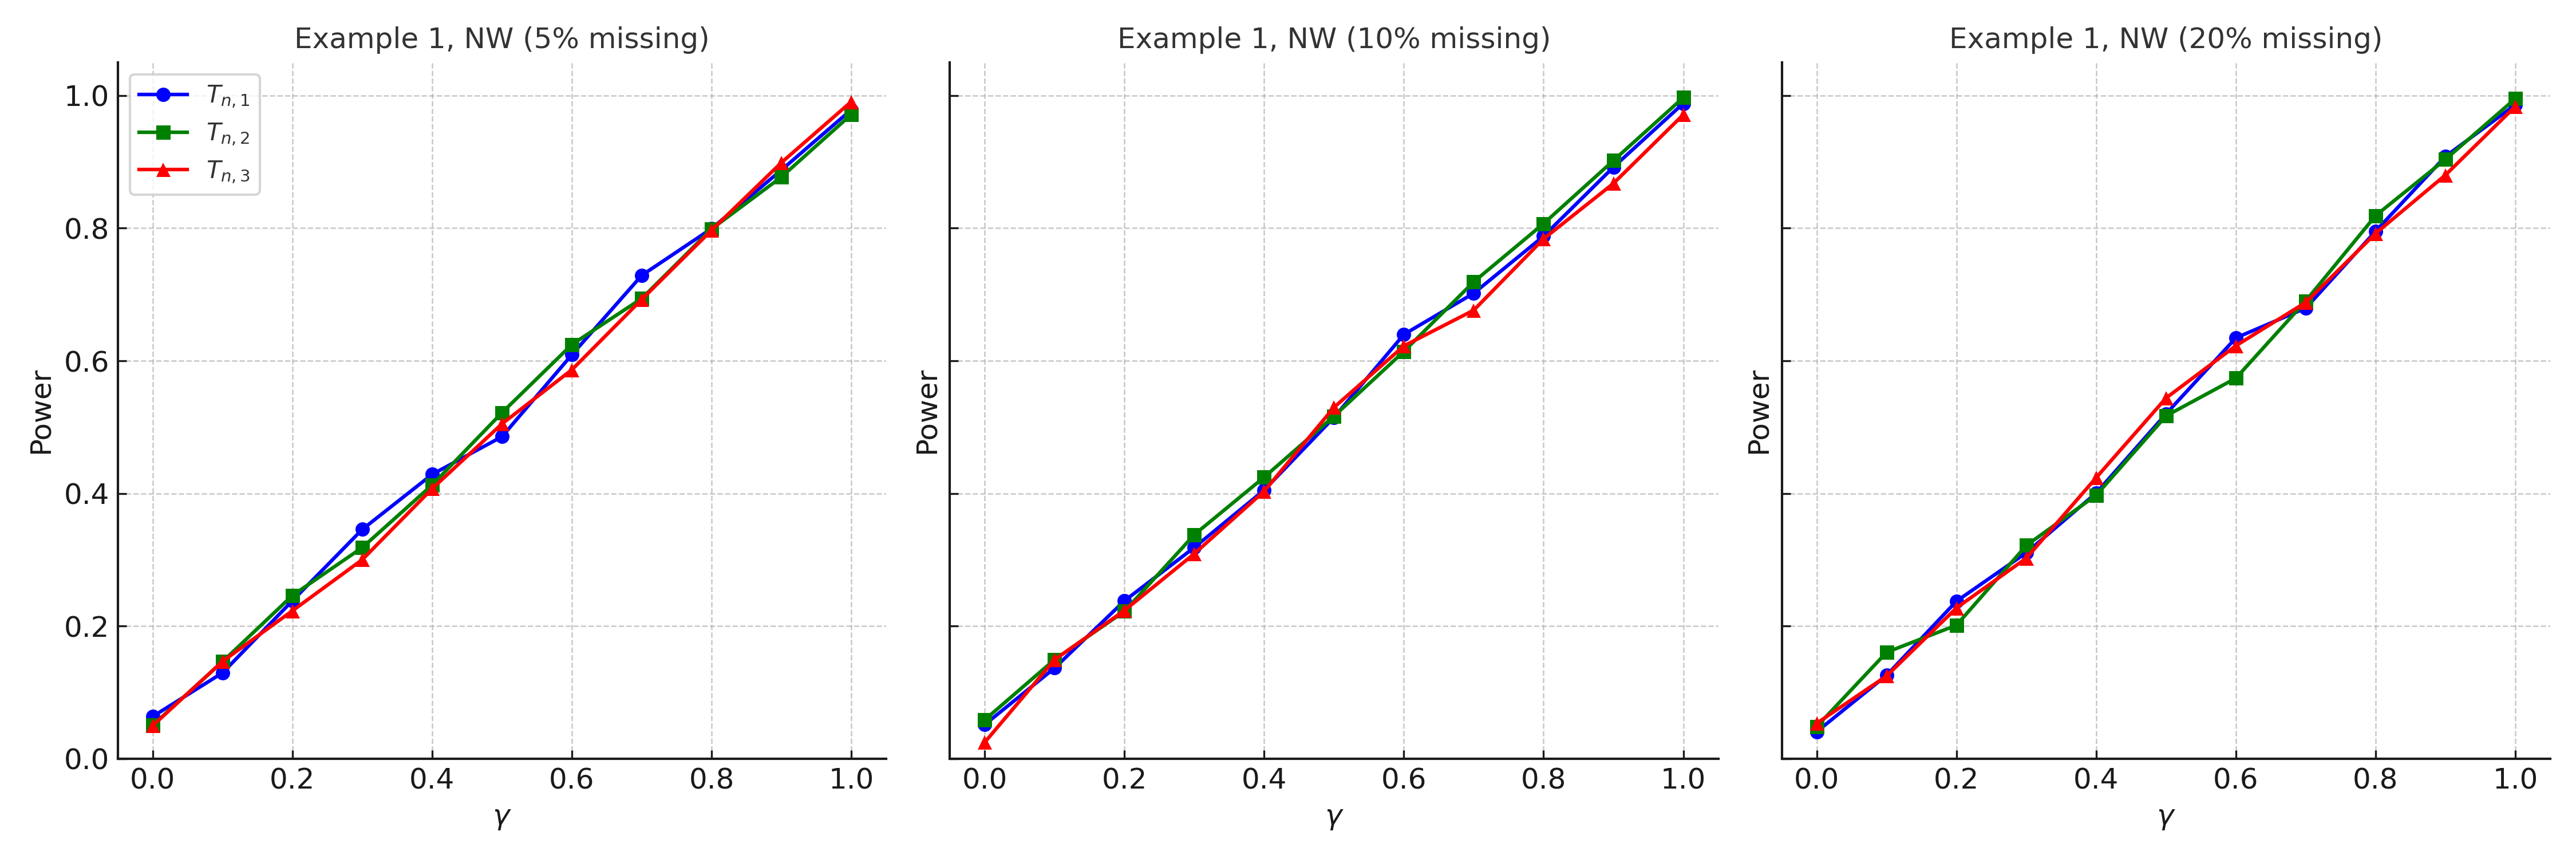 Example 1, NW (5% missing)
Example 1, NW (10% missing)
Example 1, NW (20% missing)
T_{n,1}
T_{n,2}
T_{n,3}
Power
1.0
0.8
0.6
0.4
0.2
0.0
0.0 0.2 0.4 0.6 0.8 1.0
γ
Power
0.0 0.2 0.4 0.6 0.8 1.0
γ
Power
0.0 0.2 0.4 0.6 0.8 1.0
γ